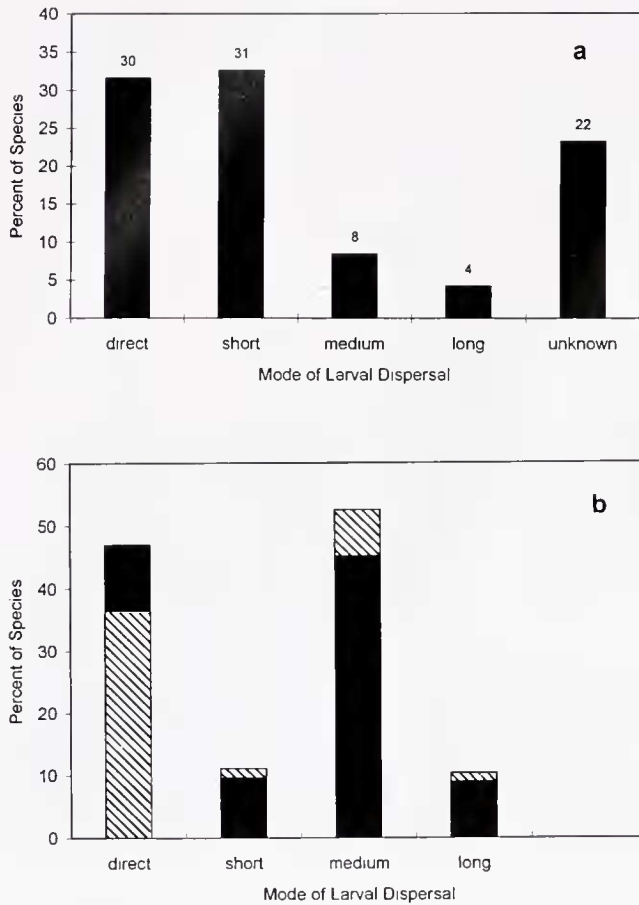 40
35
30
25
20
15
10
5
0
Percent of Species
30
31
8
4
22
a
direct short medium long unknown
Mode of Larval Dispersal
60
50
40
30
20
10
0
Percent of Species
b
direct short medium long
Mode of Larval Dispersal